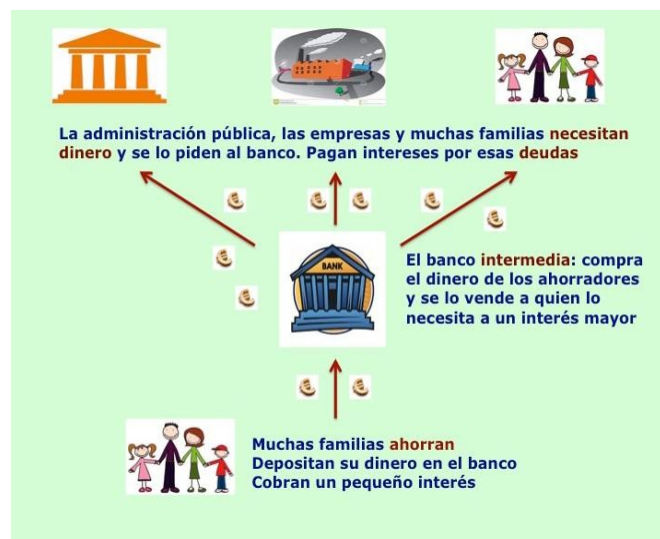 La administración pública, las empresas y muchas familias necesitan
dinero y se lo piden al banco. Pagan intereses por esas deudas
BANK
El banco intermedia: compra
el dinero de los ahorradores
y se lo vende a quien lo
necesita a un interés mayor
Muchas familias ahorran
Depositan su dinero en el banco
Cobran un pequeño interés